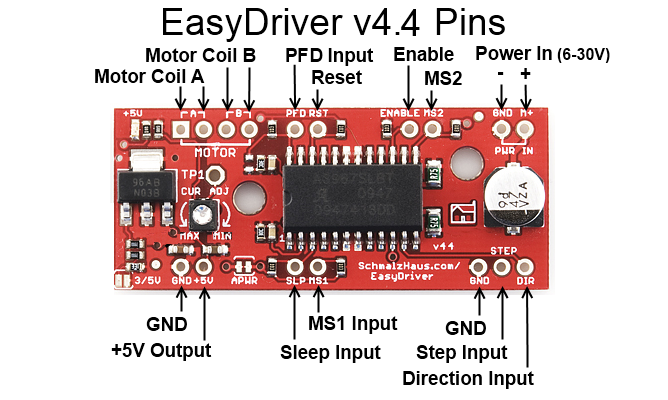 EasyDriver v4.4 Pins
Motor Coil B
PFD Input
Enable
Power In (6-30V)
Motor Coil A
Reset
MS2
- +
+5V
A
B
PFD RST
ENABLE MS2
GND M+
MOTOR
PWR IN
TP1
CUR ADJ
A3967SLBT
0947
MAX MIN
R75
v44
STEP
SchmalzHaus.com/
EasyDriver
3/5V
GND +5V
APWR
SLP MS1
GND
DIR
GND
MS1 Input
GND
+5V Output
Sleep Input
Step Input
Direction Input